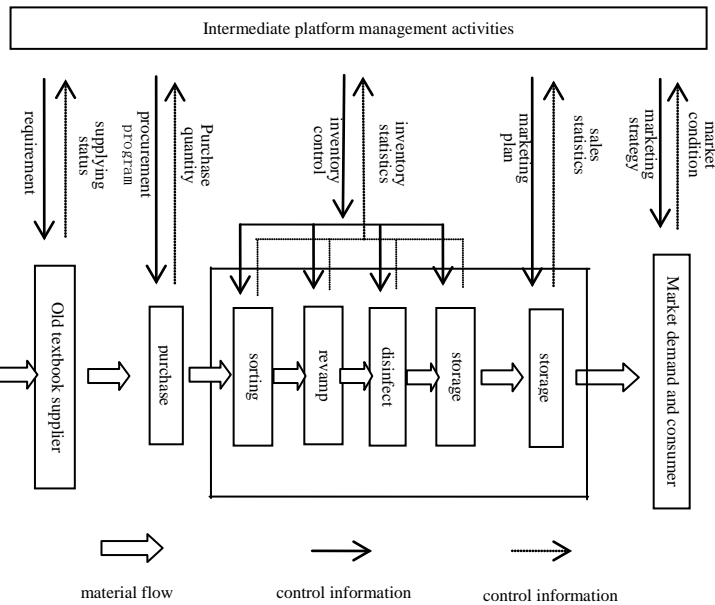 Intermediate platform management activities
requirement
supplying
status
procurement
program
Purchase
quantity
inventory
control
inventory
statistics
marketing
plan
sales
statistics
marketing
strategy
market
condition
Old textbook supplier
purchase
sorting
revamp
disinfect
storage
storage
Market demand and consumer
material flow
control information
control information